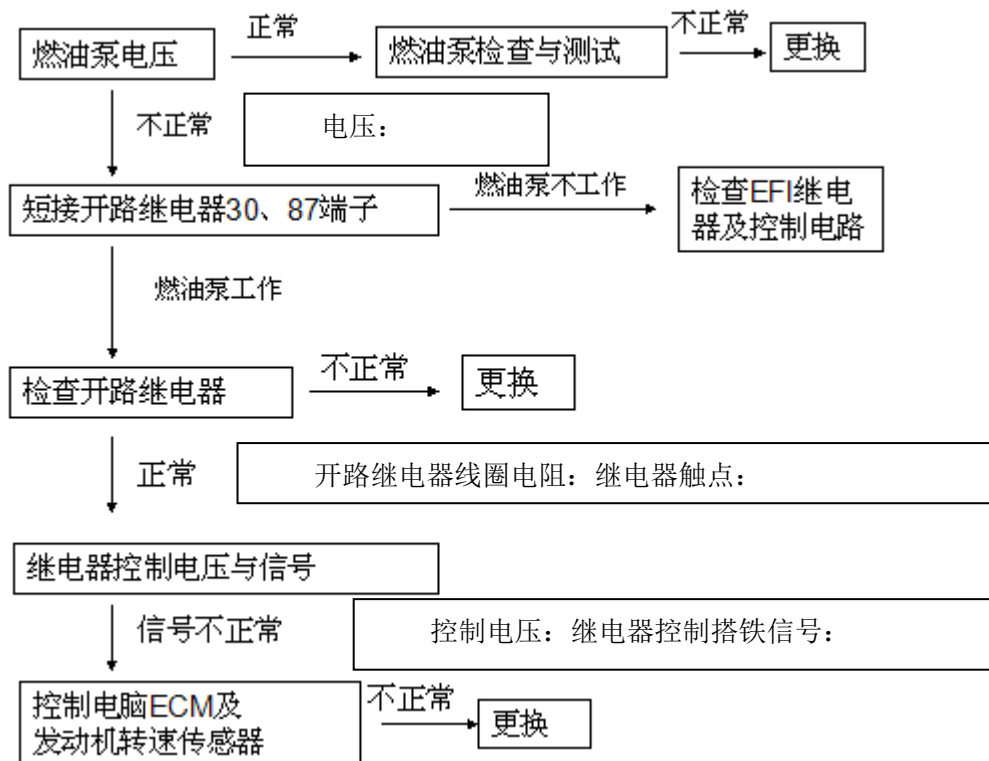 正常
不正常
燃油泵电压
燃油泵检查与测试
更换
不正常
电压：
燃油泵不工作
短接开路继电器30、87端子
检查EFI继电
器及控制电路
燃油泵工作
不正常
检查开路继电器
更换
正常
开路继电器线圈电阻：继电器触点：
继电器控制电压与信号
信号不正常
控制电压：继电器控制搭铁信号：
不正常
控制电脑ECM及
发动机转速传感器
更换